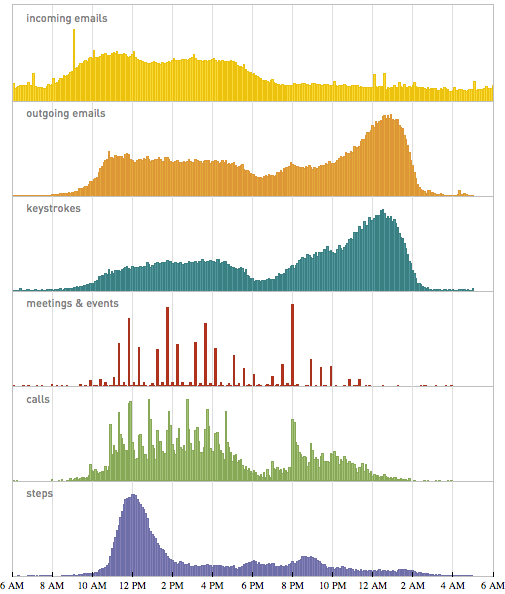 incoming emails
outgoing emails
keystrokes
meetings & events
calls
steps
6 AM 8 AM 10 AM 12 PM 2 PM 4 PM 6 PM 8 PM 10 PM 12 AM 2 AM 4 AM 6 AM